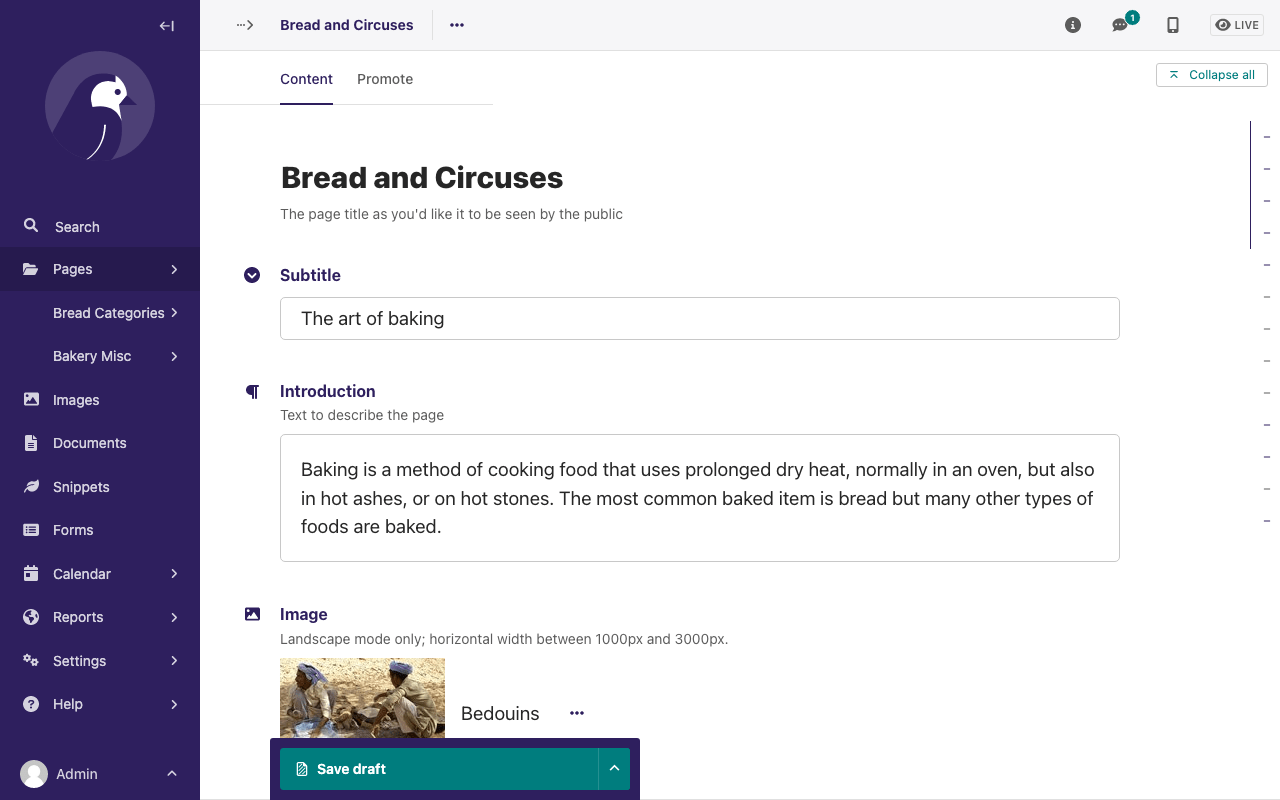 Bread and Circuses
1
LIVE
Content
Promote
Collapse all
Search
Pages
Bread Categories
Bakery Misc
Images
Documents
Snippets
Forms
Calendar
Reports
Settings
Help
Admin
Bread and Circuses
The page title as you'd like it to be seen by the public
Subtitle
The art of baking
Introduction
Text to describe the page
Baking is a method of cooking food that uses prolonged dry heat, normally in an oven, but also
in hot ashes, or on hot stones. The most common baked item is bread but many other types of
foods are baked.
Image
Landscape mode only; horizontal width between 1000px and 3000px.
Bedouins
Save draft